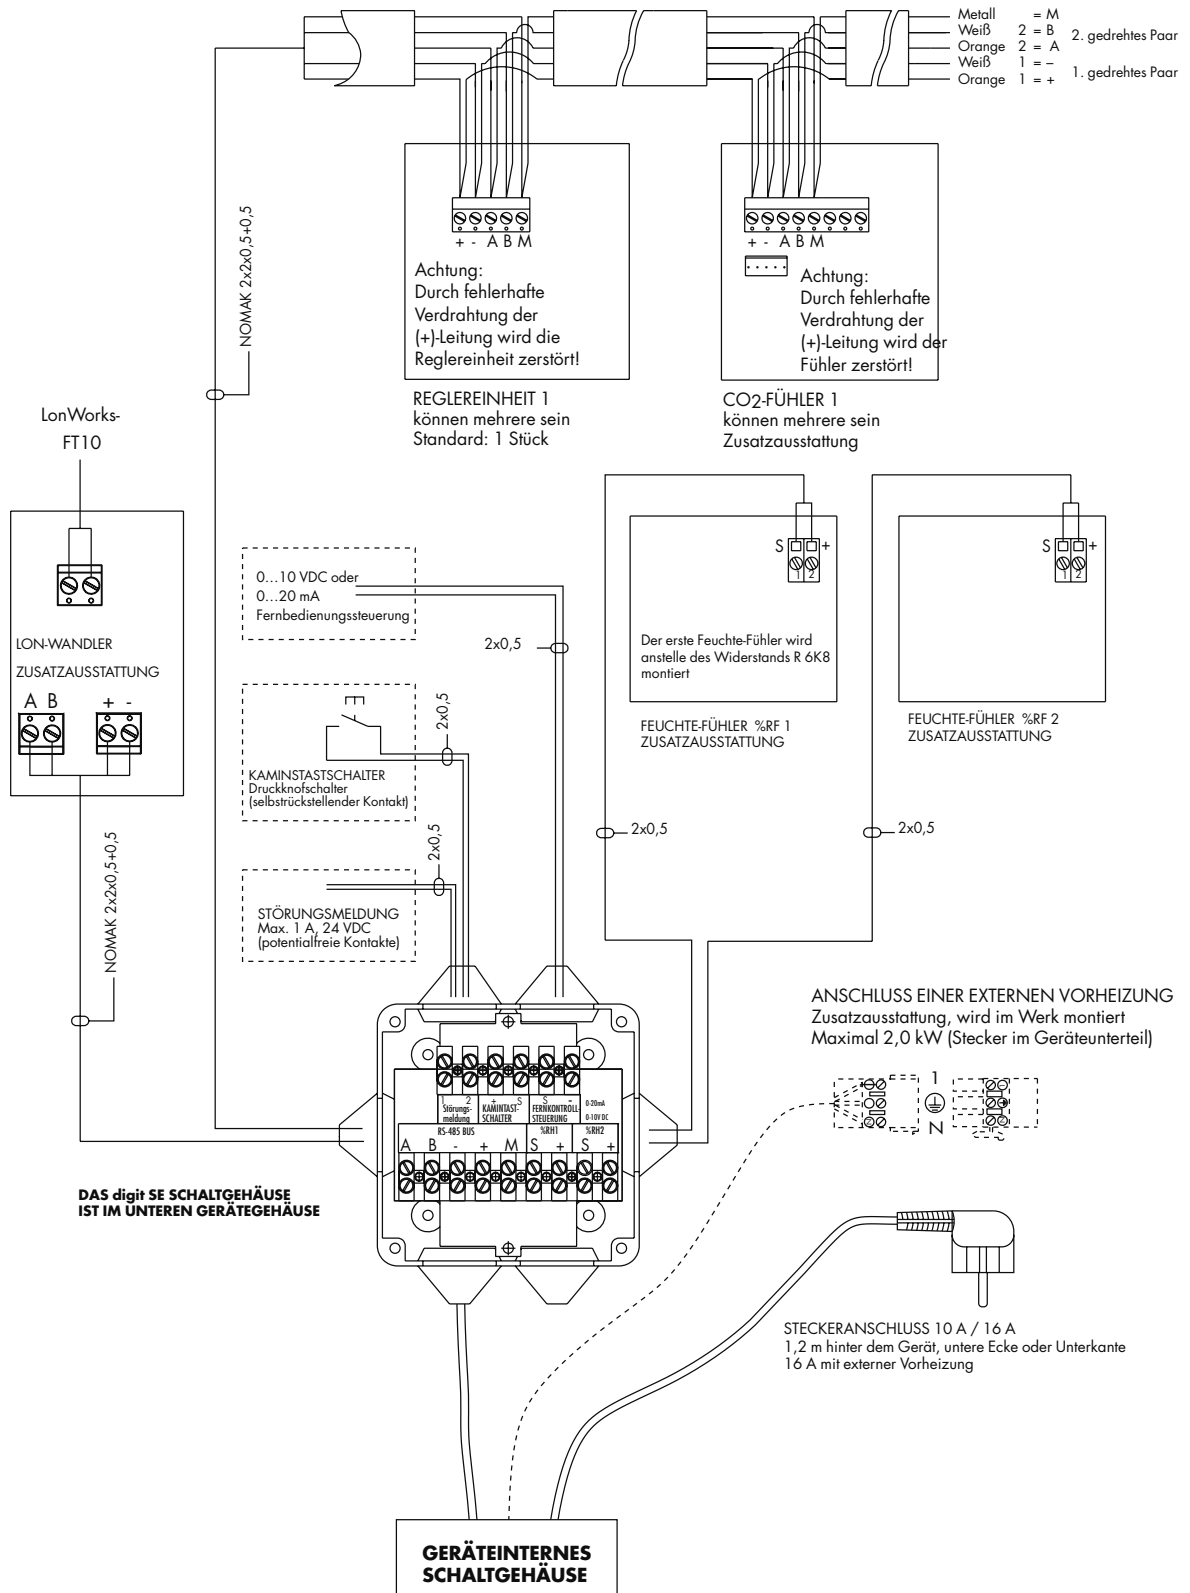 Metall = M
Weiß 2 = B
2. gedrehtes Paar
Orange 2 = A
Weiß 1 = –
1. gedrehtes Paar
Orange 1 = +
+ - A B M
Achtung:
Durch fehlerhafte
Verdrahtung der
(+)-Leitung wird die
Reglereinheit zerstört!
REGLEREINHEIT 1
können mehrere sein
Standard: 1 Stück
+ - A B M
Achtung:
Durch fehlerhafte
Verdrahtung der
(+)-Leitung wird der
Fühler zerstört!
CO2-FÜHLER 1
können mehrere sein
Zusatzausstattung
NOMAK 2x2x0,5+0,5
LonWorks-
FT10
LON-WANDLER
ZUSATZAUSSTATTUNG
A B + -
NOMAK 2x2x0,5+0,5
0...10 VDC oder
0...20 mA
Fernbedienungssteuerung
2x0,5
KAMINSTASTSCHALTER
Druckknofschalter
(selbstrückstellender Kontakt)
2x0,5
STÖRUNGSMELDUNG
Max. 1 A, 24 VDC
(potentialfreie Kontakte)
2x0,5
S +
1 2
Der erste Feuchte-Fühler wird
anstelle des Widerstands R 6K8
montiert
FEUCHTE-FÜHLER %RF 1
ZUSATZAUSSTATTUNG
2x0,5
S +
1 2
FEUCHTE-FÜHLER %RF 2
ZUSATZAUSSTATTUNG
2x0,5
ANSCHLUSS EINER EXTERNEN VORHEIZUNG
Zusatzausstattung, wird im Werk montiert
Maximal 2,0 kW (Stecker im Geräteunterteil)
1
N
1 2 + S S -
Störungs-
meldung
KAMINTAST-
SCHALTER
FERNKONTROLL-
STEUERUNG
0-20mA
0-10V DC
RS-485 BUS %RH1 %RH2
A B - + M S + S +
DAS digit SE SCHALTGEHÄUSE
IST IM UNTEREN GERÄTEGEHÄUSE
STECKERANSCHLUSS 10 A / 16 A
1,2 m hinter dem Gerät, untere Ecke oder Unterkante
16 A mit externer Vorheizung
GERÄTEINTERNES
SCHALTGEHÄUSE